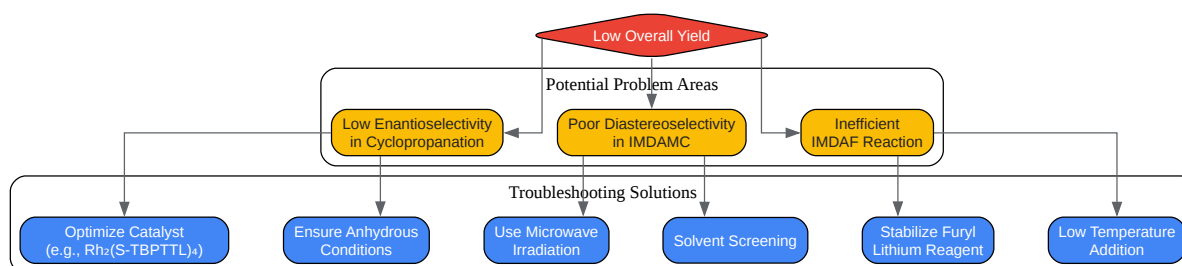 Low Overall Yield
Potential Problem Areas
Low Enantioselectivity
in Cyclopropanation
Poor Diastereoselectivity
in IMDAMC
Inefficient
IMDAF Reaction
Troubleshooting Solutions
Optimize Catalyst
(e.g., Rh₂(S-TBPTTL)₄)
Ensure Anhydrous
Conditions
Use Microwave
Irradiation
Solvent Screening
Stabilize Furyl
Lithium Reagent
Low Temperature
Addition